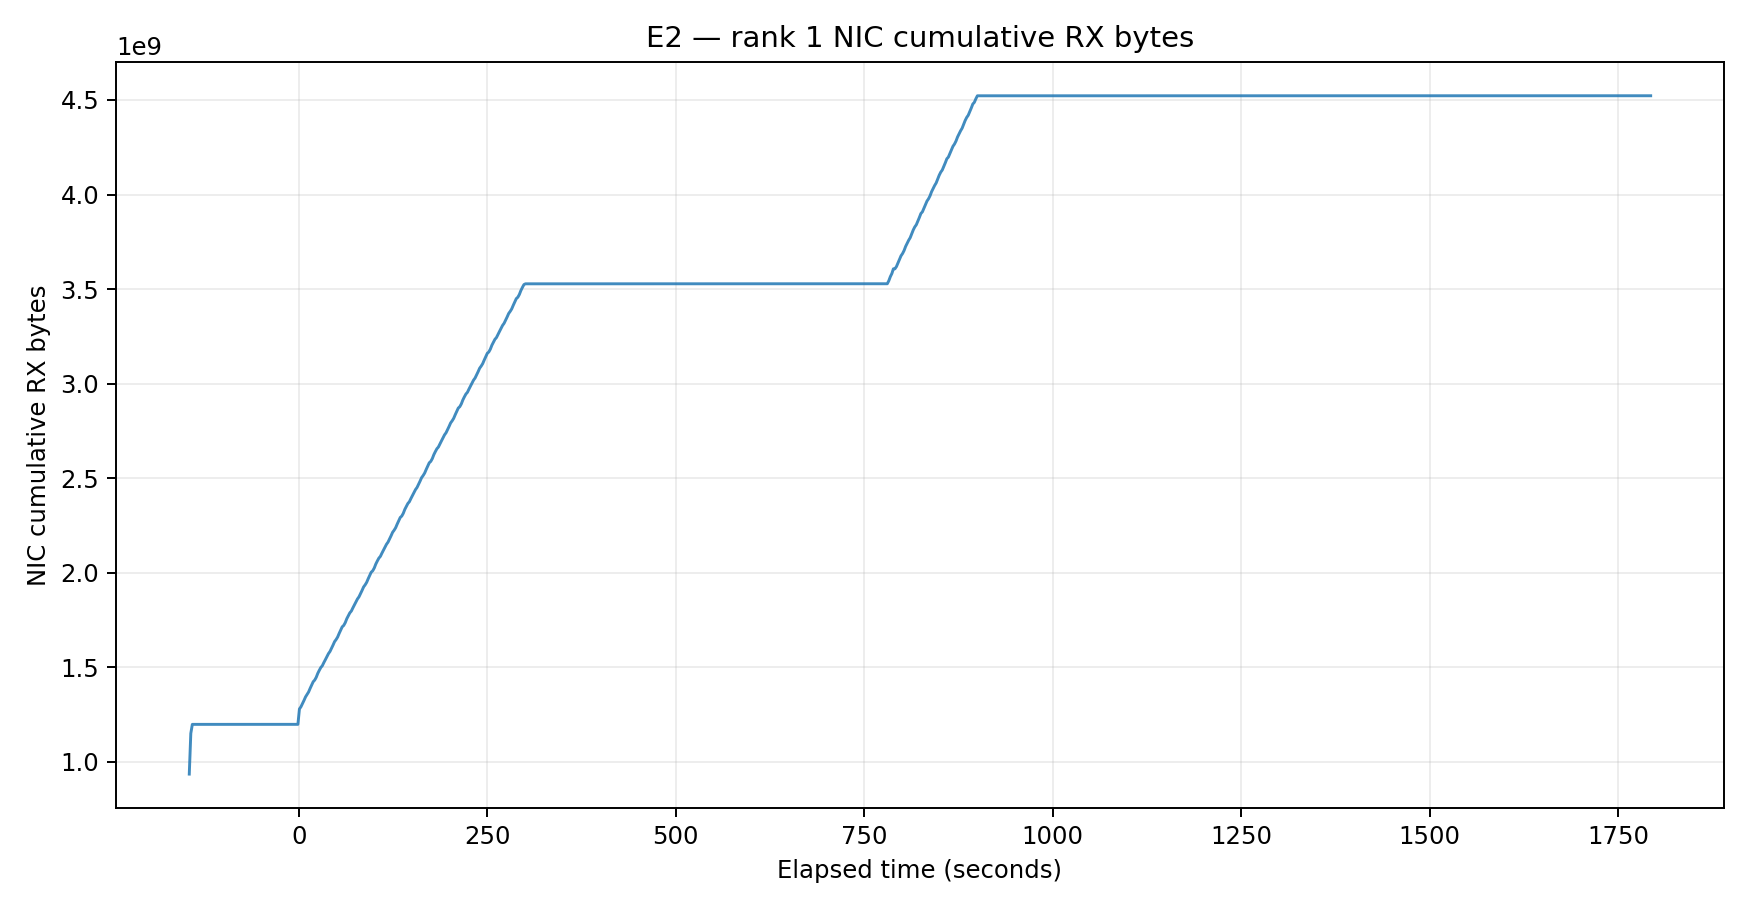 E2 — rank 1 NIC cumulative RX bytes
1e9
4.5
4.0
3.5
3.0
2.5
2.0
1.5
1.0
NIC cumulative RX bytes
0 250 500 750 1000 1250 1500 1750
Elapsed time (seconds)